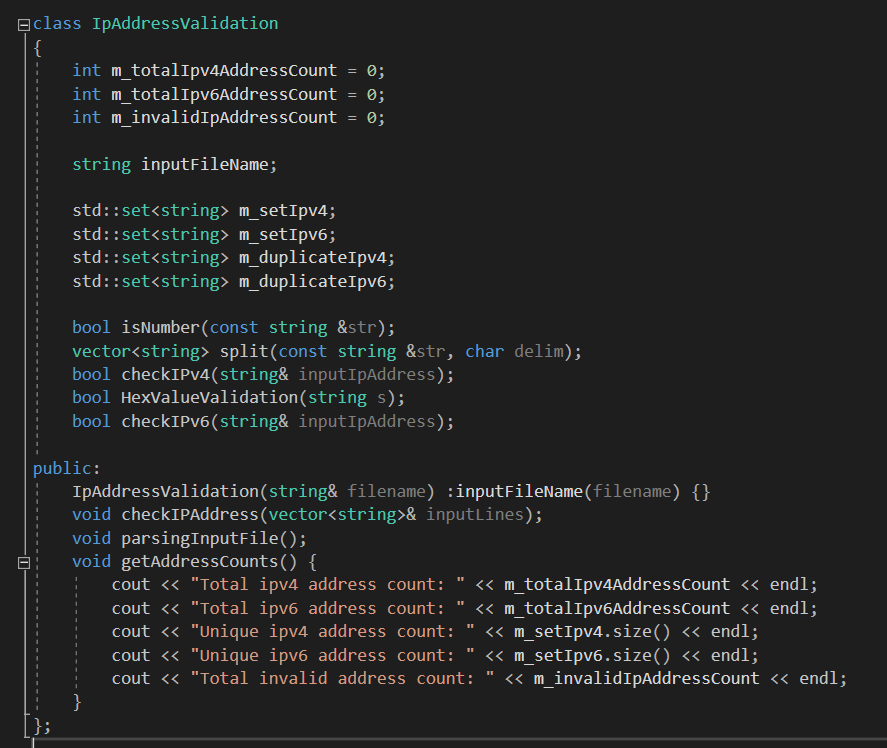 class IpAddressValidation
{
    int m_totalIpv4AddressCount = 0;
    int m_totalIpv6AddressCount = 0;
    int m_invalidIpAddressCount = 0;

    string inputFileName;

    std::set<string> m_setIpv4;
    std::set<string> m_setIpv6;
    std::set<string> m_duplicateIpv4;
    std::set<string> m_duplicateIpv6;

    bool isNumber(const string &str);
    vector<string> split(const string &str, char delim);
    bool checkIPv4(string& inputIpAddress);
    bool HexValueValidation(string s);
    bool checkIPv6(string& inputIpAddress);

public:
    IpAddressValidation(string& filename) :inputFileName(filename) {}
    void checkIPAddress(vector<string>& inputLines);
    void parsingInputFile();
    void getAddressCounts() {
        cout << "Total ipv4 address count: " << m_totalIpv4AddressCount << endl;
        cout << "Total ipv6 address count: " << m_totalIpv6AddressCount << endl;
        cout << "Unique ipv4 address count: " << m_setIpv4.size() << endl;
        cout << "Unique ipv6 address count: " << m_setIpv6.size() << endl;
        cout << "Total invalid address count: " << m_invalidIpAddressCount << endl;
    }
};